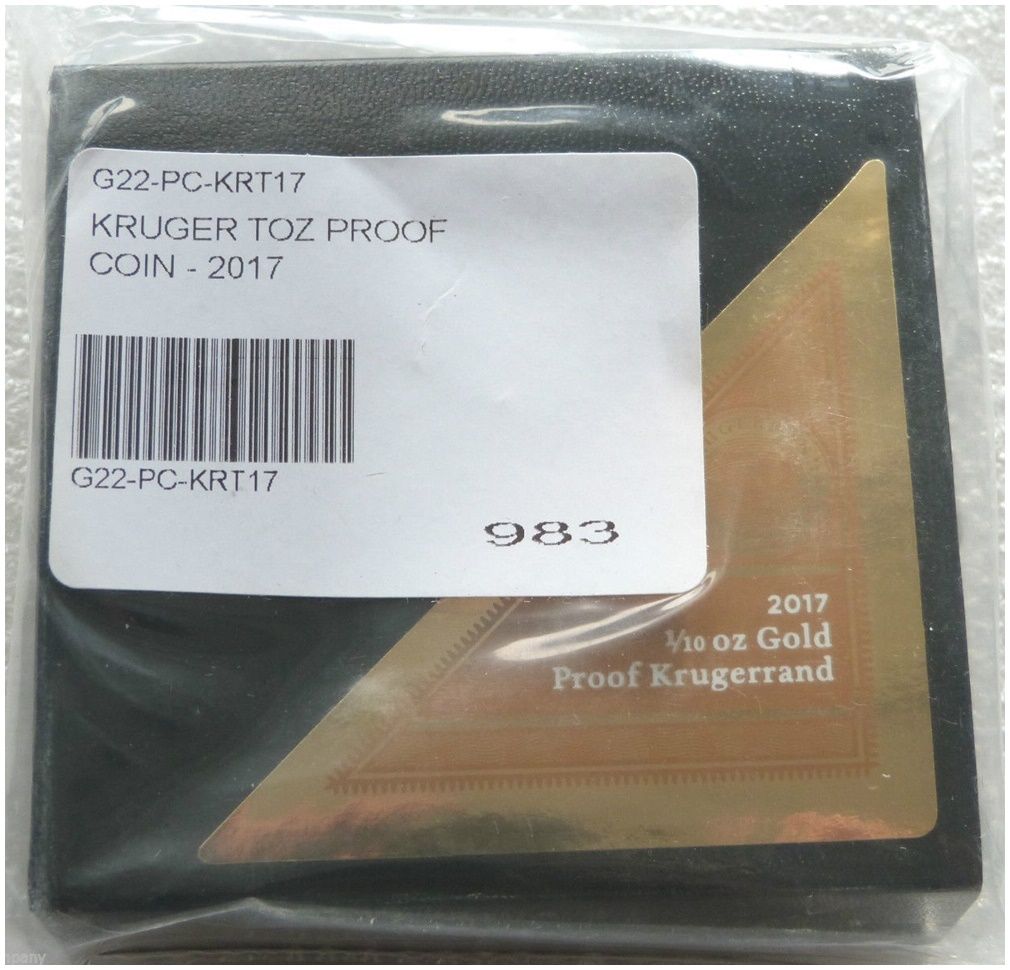 G22-PC-KRT17
KRUGER TOZ PROOF
COIN - 2017
G22-PC-KRT17
983
2017
1/10 oz Gold
Proof Krugerrand